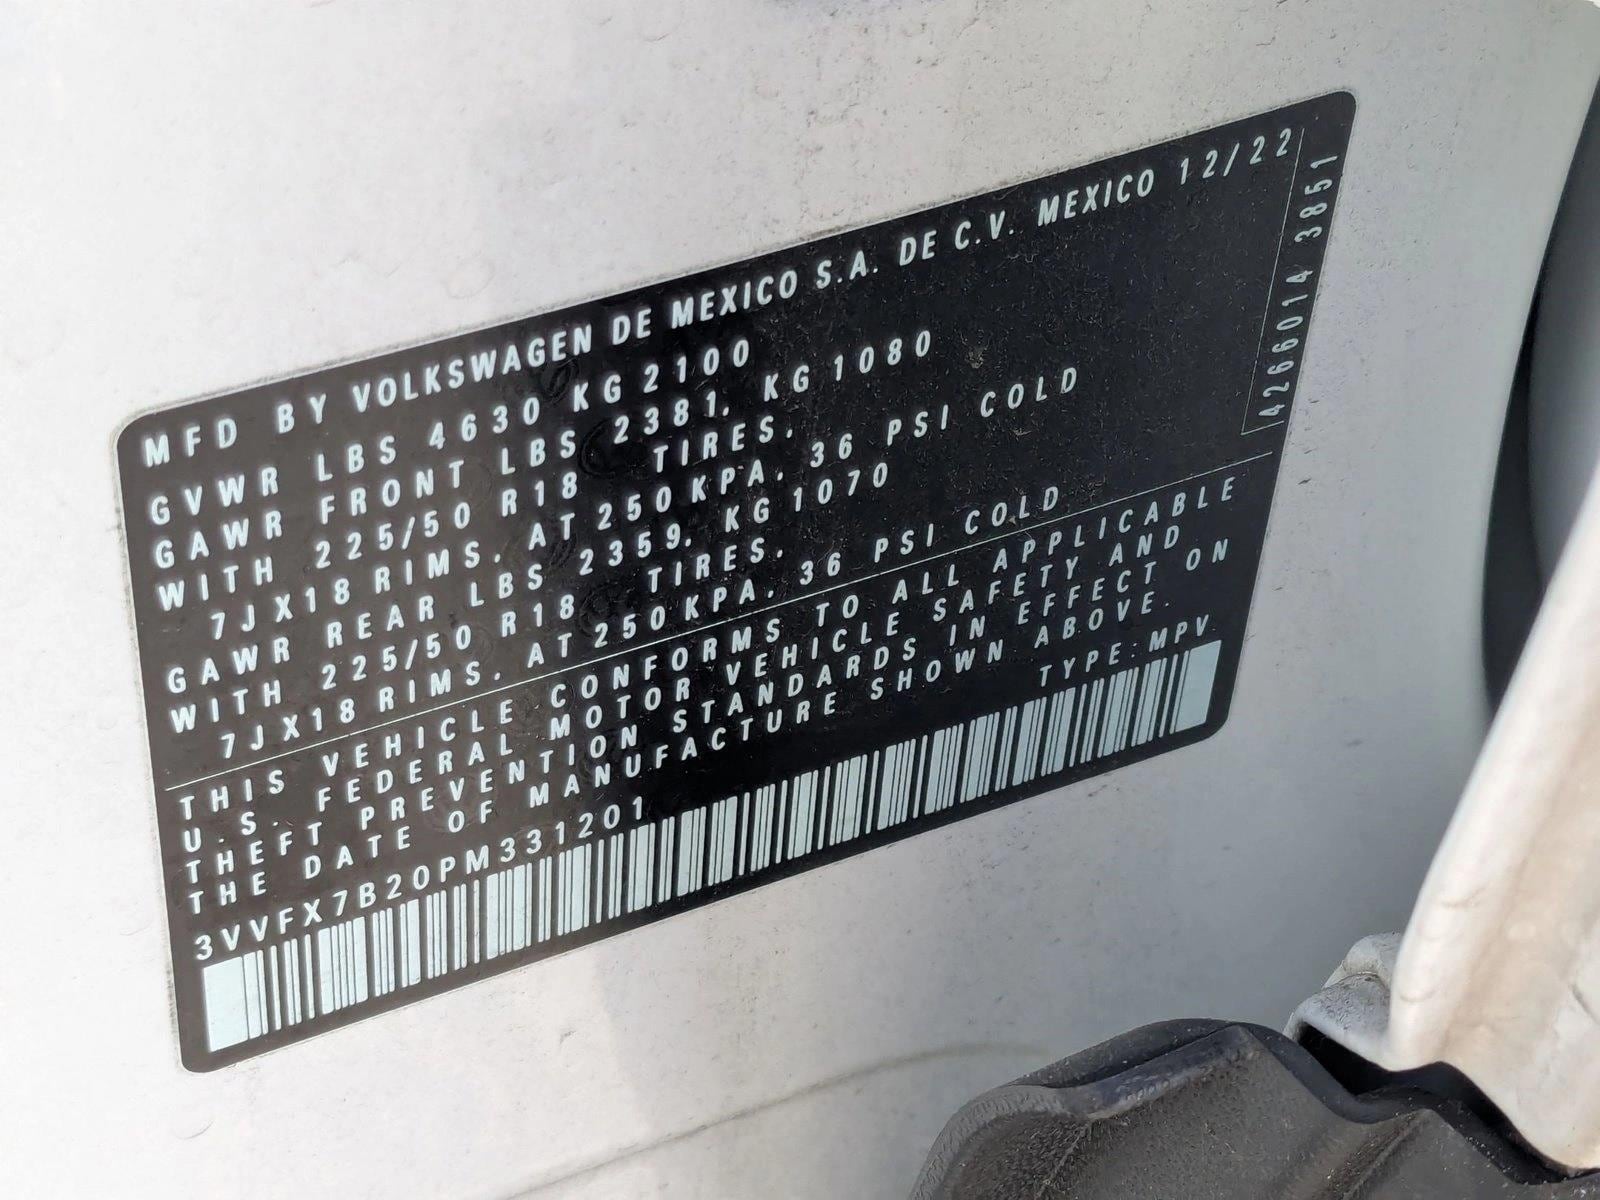 MFD BY VOLKSWAGEN DE MEXICO S.A. DE C.V. MEXICO 12/22
GVWR LBS 4630 KG 2100
GAWR FRONT LBS 2381, KG 1080
WITH 225/50 R18 TIRES,
7JX18 RIMS, AT 250 KPA, 36 PSI COLD
GAWR REAR LBS 2359, KG 1070
WITH 225/50 R18 TIRES,
7JX18 RIMS, AT 250 KPA, 36 PSI COLD
THIS VEHICLE CONFORMS TO ALL APPLICABLE
U.S. FEDERAL MOTOR VEHICLE SAFETY AND
THEFT PREVENTION STANDARDS IN EFFECT ON
THE DATE OF MANUFACTURE SHOWN ABOVE.
3VVFX7B20PM331201 TYPE:MPV
4266014 3851